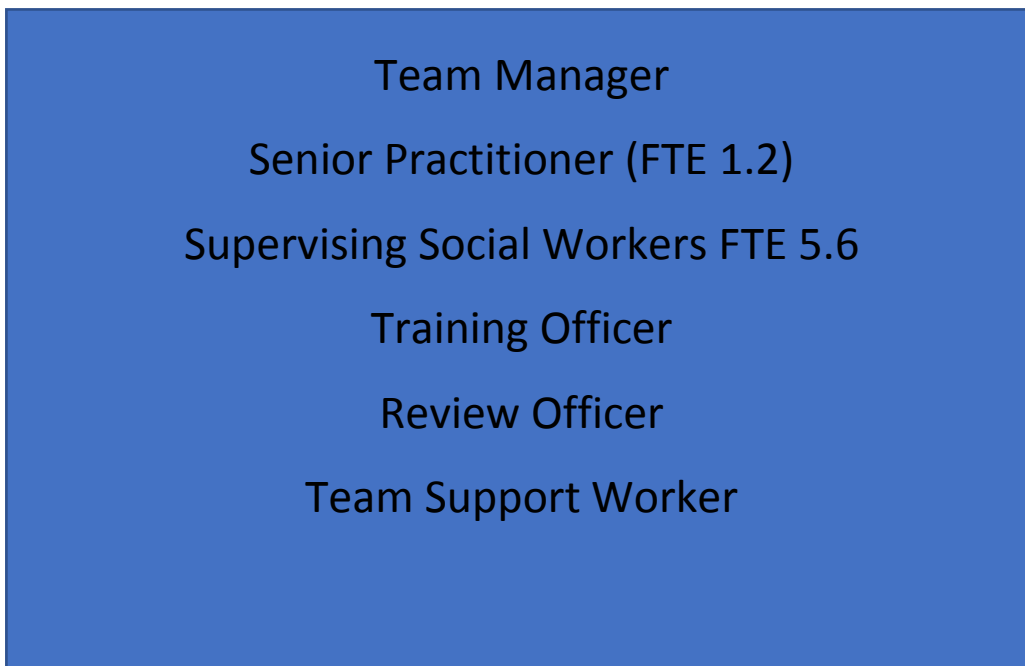 Team Manager
Senior Practitioner (FTE 1.2)
Supervising Social Workers FTE 5.6
Training Officer
Review Officer
Team Support Worker